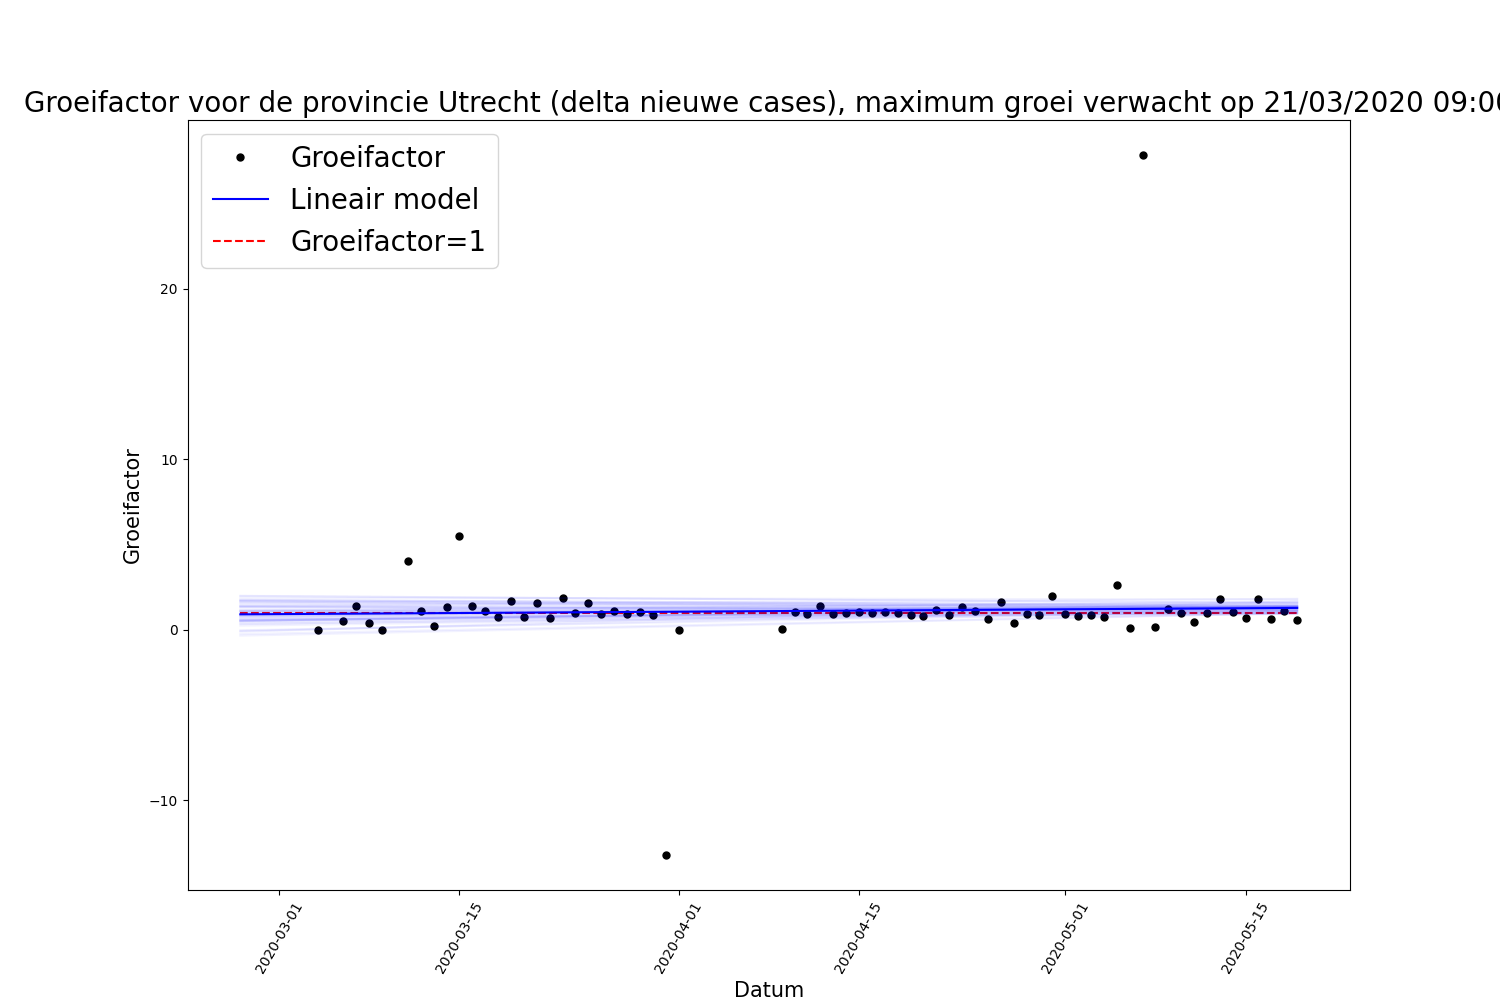 Groeifactor voor de provincie Utrecht (delta nieuwe cases), maximum groei verwacht op 21/03/2020 09:00
Groeifactor
Lineair model
Groeifactor=1
Groeifactor
20
10
0
−10
2020-03-01
2020-03-15
2020-04-01
2020-04-15
2020-05-01
2020-05-15
Datum